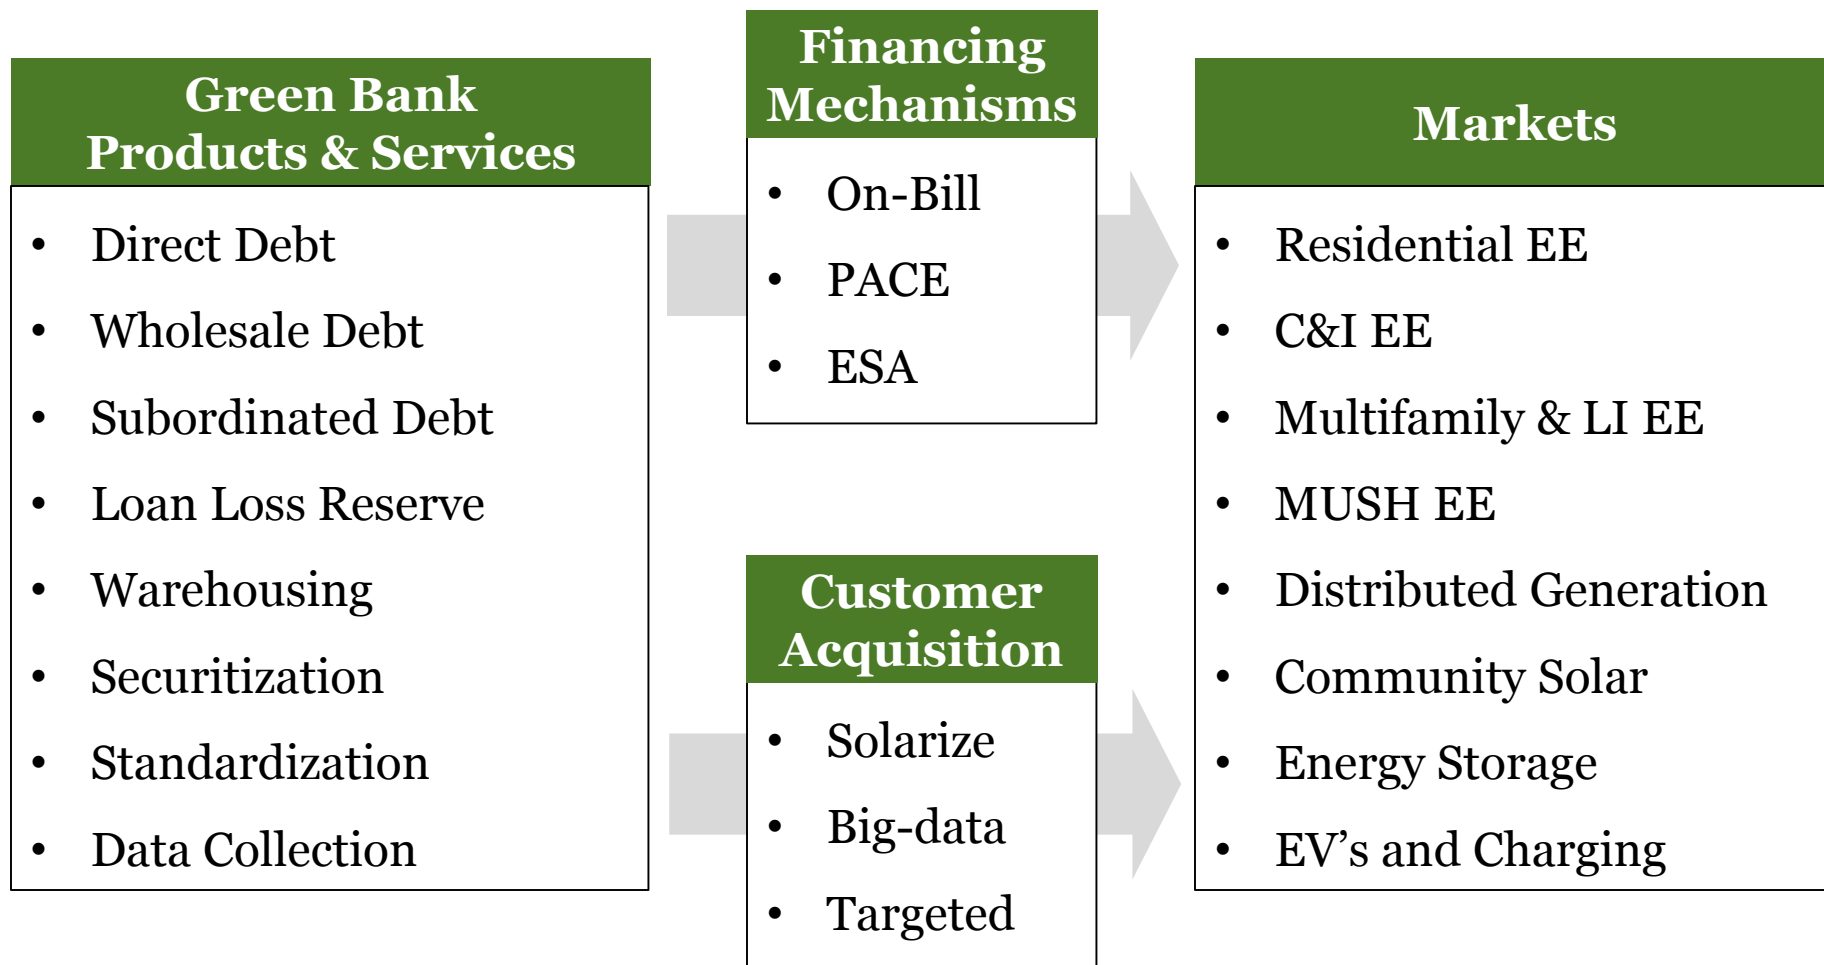 Green Bank
Products & Services
• Direct Debt
• Wholesale Debt
• Subordinated Debt
• Loan Loss Reserve
• Warehousing
• Securitization
• Standardization
• Data Collection
Financing
Mechanisms
• On-Bill
• PACE
• ESA
Customer
Acquisition
• Solarize
• Big-data
• Targeted
Markets
• Residential EE
• C&I EE
• Multifamily & LI EE
• MUSH EE
• Distributed Generation
• Community Solar
• Energy Storage
• EV’s and Charging